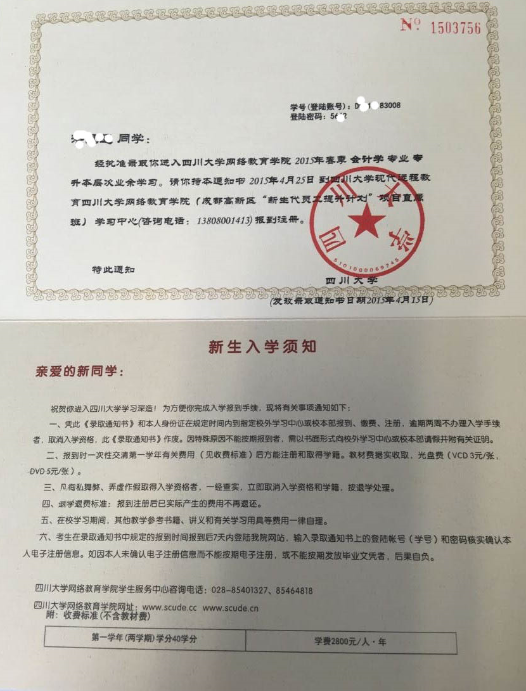 № 1503756
学号(登陆账号)：0 1 83008
登陆密码：56 2
同学：
经批准录取你进入四川大学网络教育学院 2015年春季 会计学 专业 专
升本层次业余学习。请你持本通知书 2015年4月25日 到四川大学现代远程教
育四川大学网络教育学院（成都高新区“新生代员工提升计划”项目直属
班）学习中心(咨询电话：13808001413)报到注册。
特此通知
四川大学
(发放录取通知书日期2015年4月15日)
新生入学须知
亲爱的新同学：
祝贺你进入四川大学学习深造！为方便你完成入学报到手续，现将有关事项通知如下：
一、凭此《录取通知书》和本人身份证在规定时间内到指定校外学习中心或校本部报到、缴费、注册，逾期两周不办理入学手续
者，取消入学资格，此《录取通知书》作废。因特殊原因不能按期报到者，需以书面形式向校外学习中心或校本部请假并附有关证明。
二、报到时一次性交清第一学年有关费用（见收费标准）后方能注册和取得学籍。教材费据实收取，光盘费（VCD 3元/张，
DVD 5元/张）。
三、凡有私舞弊、弄虚作假取得入学资格者，一经查实，立即取消入学资格和学籍，按退学处理。
四、退学退费标准：报到注册后已实际产生的费用不再退还。
五、在校学习期间，其他教学参考书籍、讲义和有关学习用具等费用一律自理。
六、考生在录取通知书中规定的报到时间报到后7天内登陆我院网站，输入录取通知书上的登陆帐号（学号）和密码核实确认本
人电子注册信息。如因本人未确认电子注册信息而不能按期电子注册，或不能按期发放毕业文凭者，后果自负。
四川大学网络教育学院学生服务中心咨询电话：028-85401327、85464818
四川大学网络教育学院网址：www.scude.cc www.scude.cn
附：收费标准(不含教材费)
第一学年(两学期)学分40学分 学费2800元/人·年